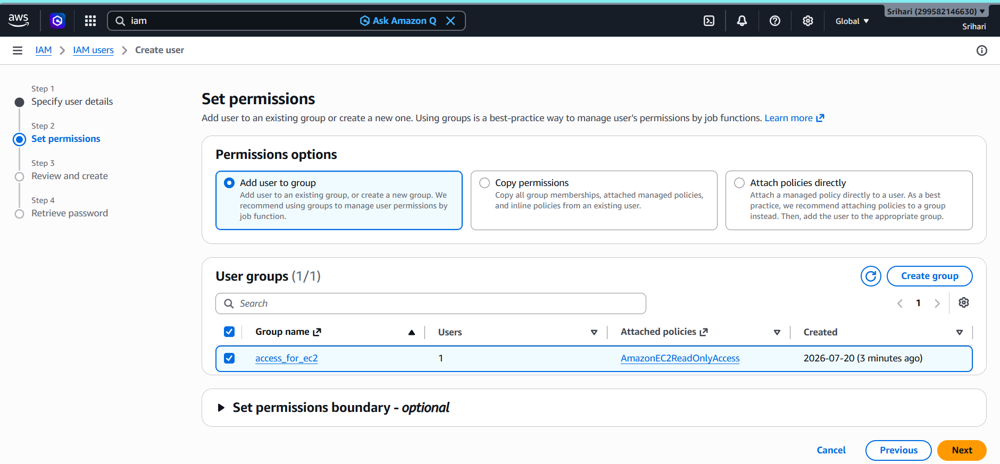 aws
iam
Ask Amazon Q
Global
Srihari (299582146630)
Srihari
IAM
IAM users
Create user
Step 1
Specify user details
Step 2
Set permissions
Step 3
Review and create
Step 4
Retrieve password
Set permissions
Add user to an existing group or create a new one. Using groups is a best-practice way to manage user's permissions by job functions. Learn more
Permissions options
Add user to group
Add user to an existing group, or create a new group. We
recommend using groups to manage user permissions by
job function.
Copy permissions
Copy all group memberships, attached managed policies,
and inline policies from an existing user.
Attach policies directly
Attach a managed policy directly to a user. As a best
practice, we recommend attaching policies to a group
instead. Then, add the user to the appropriate group.
User groups (1/1)
Create group
Search
1
Group name Users Attached policies Created
access_for_ec2 1 AmazonEC2ReadOnlyAccess 2026-07-20 (3 minutes ago)
Set permissions boundary - optional
Cancel Previous Next